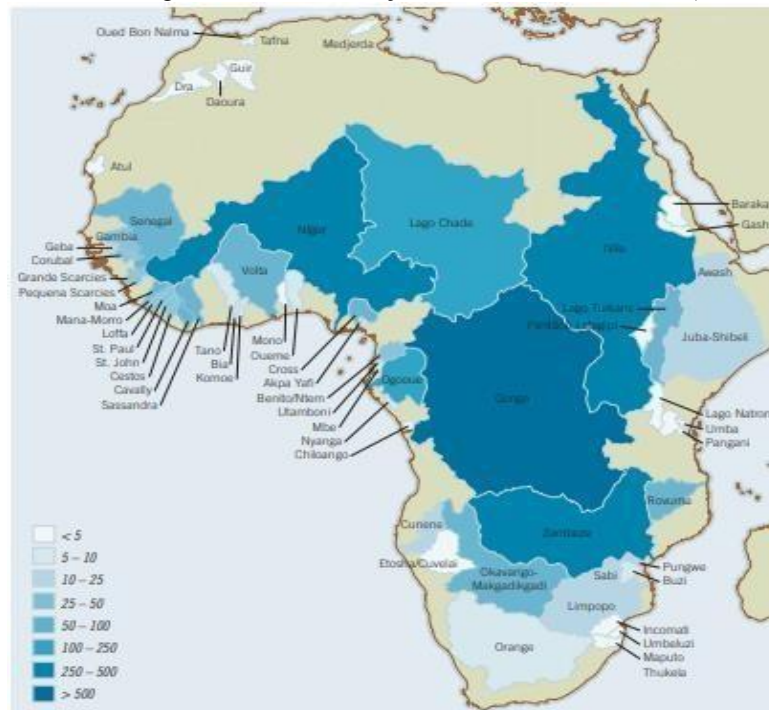 Oued Bon Nalma
Tafna
Medjerda
Guir
Dra
Daoura
Atui
Senegal
Gambia
Geba
Corubal
Grande Scarcies
Pequena Scarcies
Moa
Mana-Morro
Loffa
St. Paul
St. John
Cestos
Cavally
Sassandra
Niger
Volta
Tano
Bia
Komoe
Mono
Oueme
Cross
Akpa Yafi
Benito/Ntem
Utamboni
Mbe
Nyanga
Chiloango
Ogooue
Lago Chade
Nilo
Baraka
Gash
Awash
Lago Turkana
Juba-Shibeli
Congo
Lago Natron
Umba
Pangani
Rovuma
Zambeze
Cunene
Etosha/Cuvelai
Okavango-
Makgadikgadi
Sabi
Pungwe
Buzi
Limpopo
Orange
Incomati
Umbeluzi
Maputo
Thukela
< 5
5 – 10
10 – 25
25 – 50
50 – 100
100 – 250
250 – 500
> 500